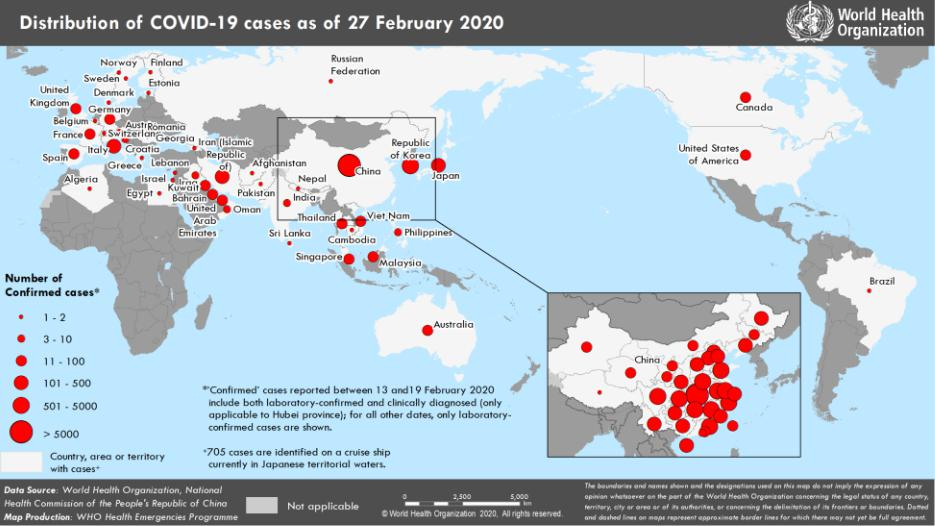 Distribution of COVID-19 cases as of 27 February 2020
World Health
Organization
Norway
Finland
Sweden
Estonia
Denmark
United
Kingdom
Germany
Belgium
Austri
Romania
France
Switzerlan
Georgia
Italy
Croatia
Spain
Greece
Russian
Federation
Iran (Islamic
Republic
of)
Lebanon
Afghanistan
Algeria
Israel
Iraq
Kuwait
Egypt
Bahrain
Pakistan
Nepal
India
United
Arab
Emirates
Oman
China
Republic
of Korea
Japan
Thailand
Viet Nam
Sri Lanka
Cambodia
Philippines
Singapore
Malaysia
Australia
Canada
United States
of America
Brazil
China
Number of
Confirmed cases*
1 - 2
3 - 10
11 - 100
101 - 500
501 - 5000
> 5000
Country, area or territory
with cases+
*'Confirmed' cases reported between 13 and19 February 2020
include both laboratory-confirmed and clinically diagnosed (only
applicable to Hubei province); for all other dates, only laboratory-
confirmed cases are shown.
+705 cases are identified on a cruise ship
currently in Japanese territorial waters.
Data Source: World Health Organization, National
Health Commission of the People's Republic of China
Map Production: WHO Health Emergencies Programme
Not applicable
0 2,500 5,000
© World Health Organization 2020, All rights reserved.
The boundaries and names shown and the designations used on this map do not imply the expression of any
opinion whatsoever on the part of the World Health Organization concerning the legal status of any country,
territory, city or area or of its authorities, or concerning the delimitation of its frontiers or boundaries. Dotted
and dashed lines on maps represent approximate border lines for which there may not yet be full agreement.